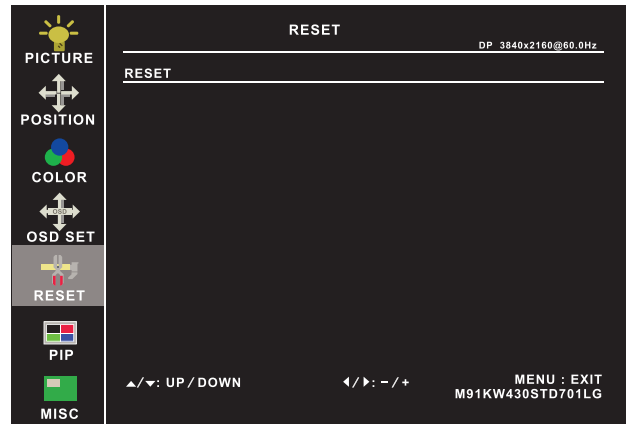 PICTURE
POSITION
COLOR
OSD
OSD SET
RESET
PIP
MISC
RESET
DP 3840x2160@60.0Hz
RESET
▲/▼: UP / DOWN
◀/▶: - / +
MENU : EXIT
M91KW430STD701LG